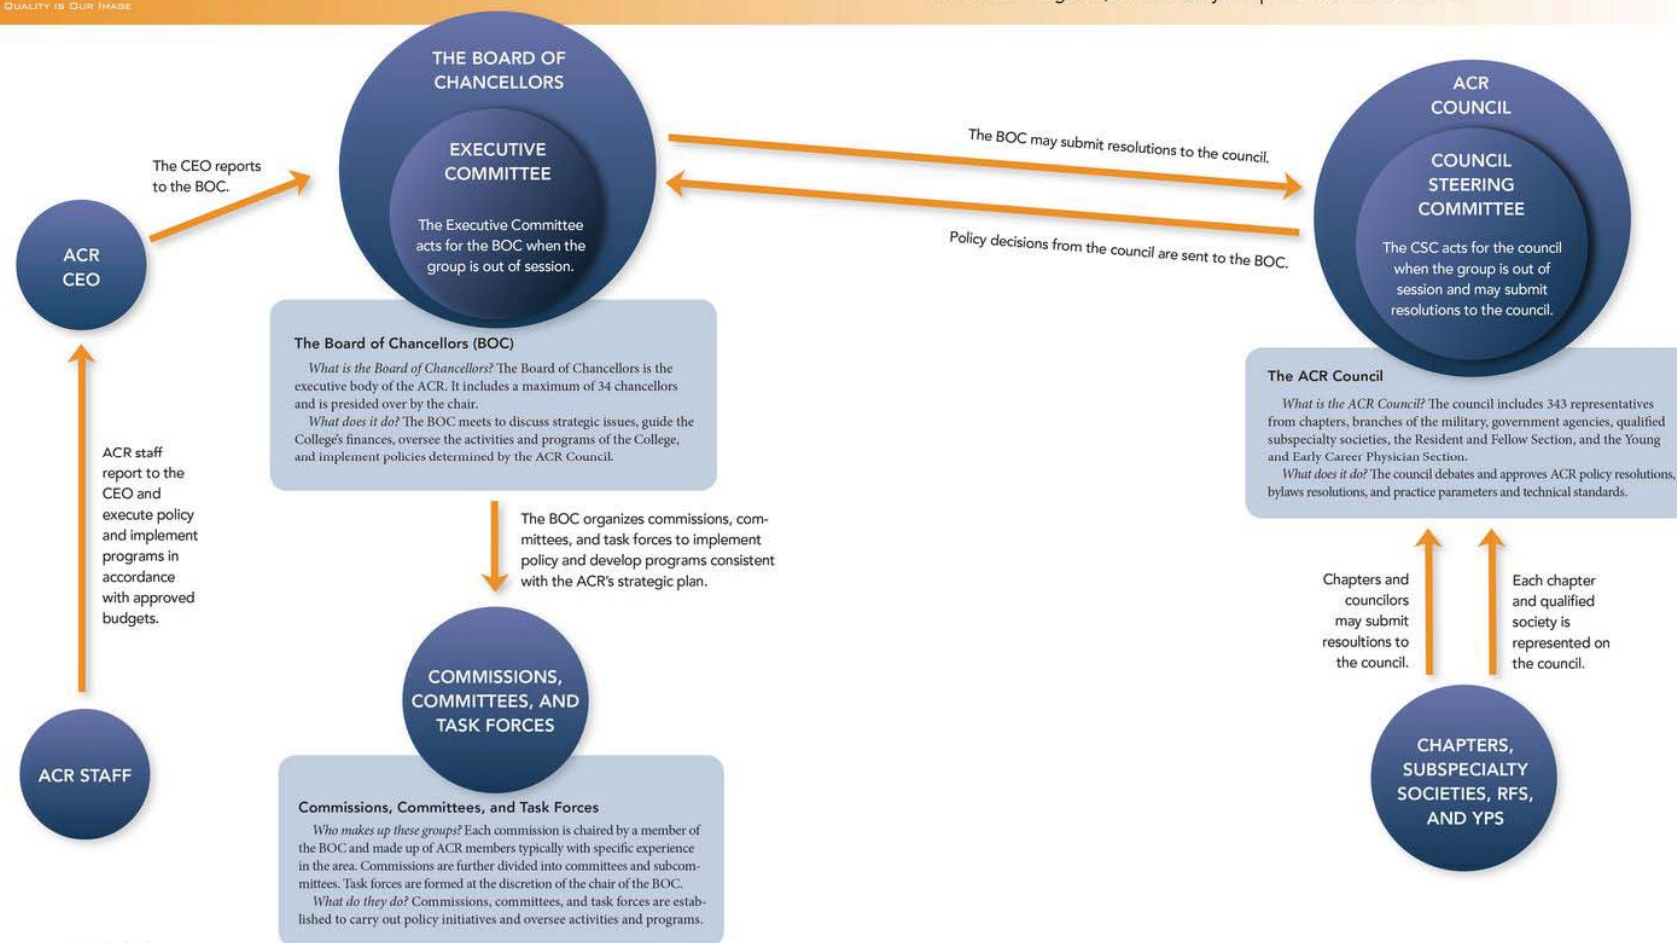 QUALITY IS OUR IMAGE
THE BOARD OF
CHANCELLORS
EXECUTIVE
COMMITTEE
The Executive Committee
acts for the BOC when the
group is out of session.
The CEO reports
to the BOC.
ACR
CEO
The BOC may submit resolutions to the council.
Policy decisions from the council are sent to the BOC.
ACR
COUNCIL
COUNCIL
STEERING
COMMITTEE
The CSC acts for the council
when the group is out of
session and may submit
resolutions to the council.
The Board of Chancellors (BOC)
What is the Board of Chancellors? The Board of Chancellors is the
executive body of the ACR. It includes a maximum of 34 chancellors
and is presided over by the chair.
What does it do? The BOC meets to discuss strategic issues, guide the
College's finances, oversee the activities and programs of the College,
and implement policies determined by the ACR Council.
The ACR Council
What is the ACR Council? The council includes 343 representatives
from chapters, branches of the military, government agencies, qualified
subspecialty societies, the Resident and Fellow Section, and the Young
and Early Career Physician Section.
What does it do? The council debates and approves ACR policy resolutions,
bylaws resolutions, and practice parameters and technical standards.
ACR staff
report to the
CEO and
execute policy
and implement
programs in
accordance
with approved
budgets.
The BOC organizes commissions, com-
mittees, and task forces to implement
policy and develop programs consistent
with the ACR's strategic plan.
Chapters and
councilors
may submit
resoultions to
the council.
Each chapter
and qualified
society is
represented on
the council.
COMMISSIONS,
COMMITTEES, AND
TASK FORCES
ACR STAFF
CHAPTERS,
SUBSPECIALTY
SOCIETIES, RFS,
AND YPS
Commissions, Committees, and Task Forces
Who makes up these groups? Each commission is chaired by a member of
the BOC and made up of ACR members typically with specific experience
in the area. Commissions are further divided into committees and subcom-
mittees. Task forces are formed at the discretion of the chair of the BOC.
What do they do? Commissions, committees, and task forces are estab-
lished to carry out policy initiatives and oversee activities and programs.